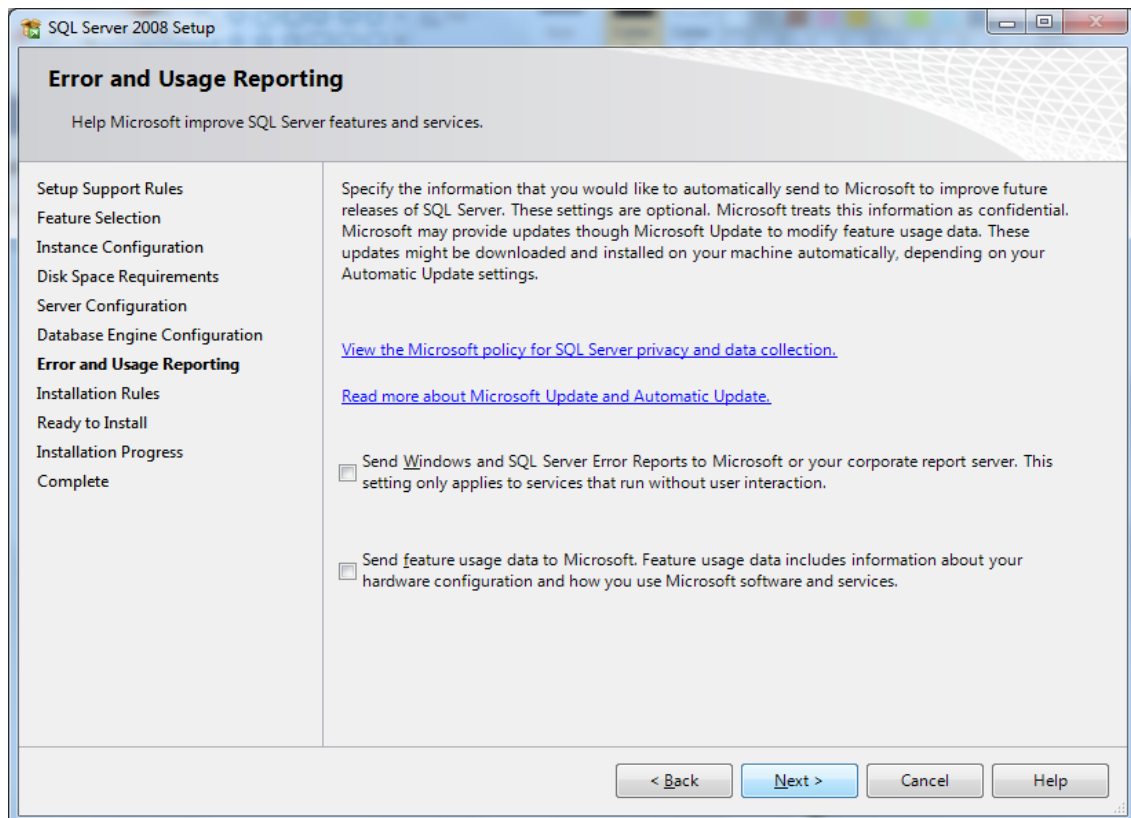 SQL Server 2008 Setup
Error and Usage Reporting
Help Microsoft improve SQL Server features and services.
Setup Support Rules
Feature Selection
Instance Configuration
Disk Space Requirements
Server Configuration
Database Engine Configuration
Error and Usage Reporting
Installation Rules
Ready to Install
Installation Progress
Complete
Specify the information that you would like to automatically send to Microsoft to improve future
releases of SQL Server. These settings are optional. Microsoft treats this information as confidential.
Microsoft may provide updates though Microsoft Update to modify feature usage data. These
updates might be downloaded and installed on your machine automatically, depending on your
Automatic Update settings.
View the Microsoft policy for SQL Server privacy and data collection.
Read more about Microsoft Update and Automatic Update.
Send Windows and SQL Server Error Reports to Microsoft or your corporate report server. This
setting only applies to services that run without user interaction.
Send feature usage data to Microsoft. Feature usage data includes information about your
hardware configuration and how you use Microsoft software and services.
< Back
Next >
Cancel
Help